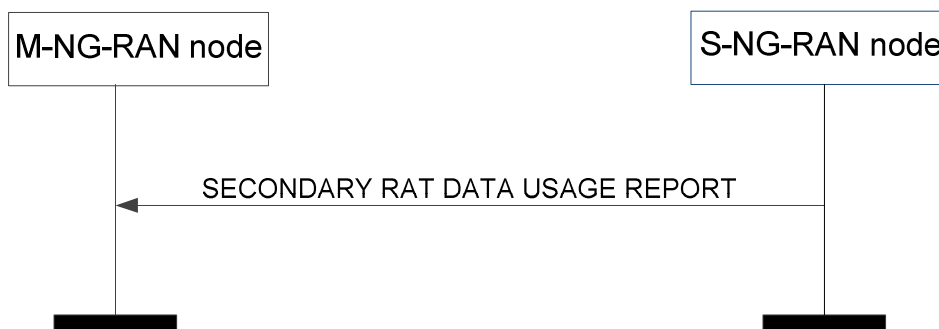 M-NG-RAN node
S-NG-RAN node
SECONDARY RAT DATA USAGE REPORT